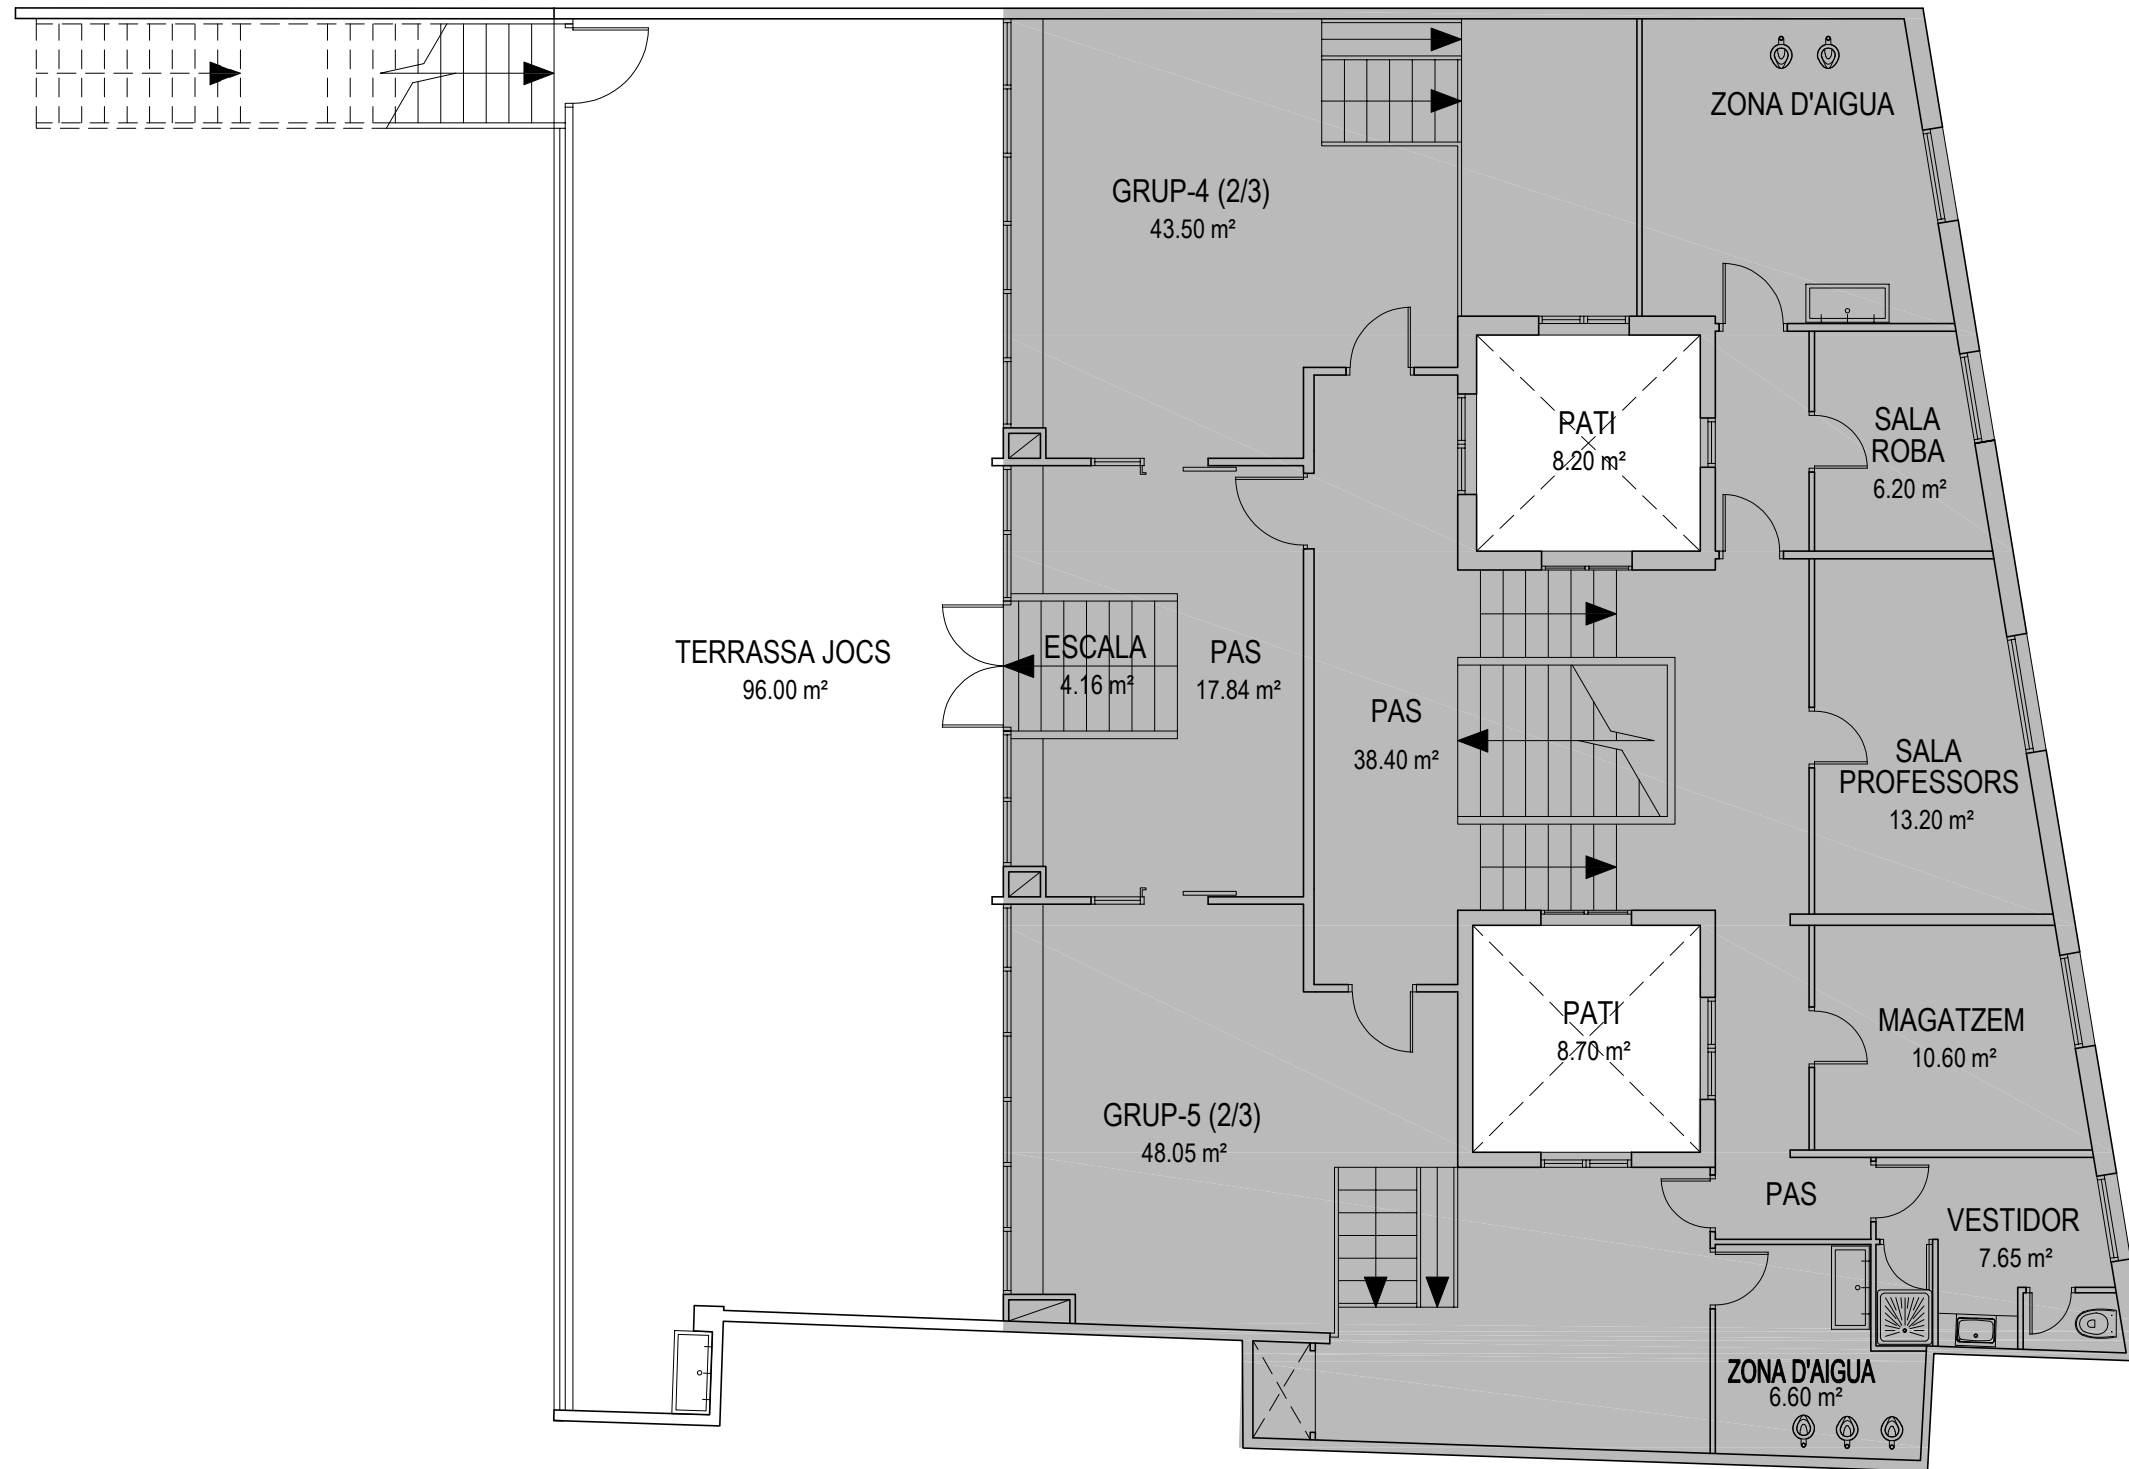 ZONA D'AIGUA
GRUP-4 (2/3)
43.50 m²
PATI
8.20 m²
SALA
ROBA
6.20 m²
TERRASSA JOCS
96.00 m²
ESCALA
4.16 m²
PAS
17.84 m²
PAS
38.40 m²
SALA
PROFESSORS
13.20 m²
PATI
8.70 m²
MAGATZEM
10.60 m²
GRUP-5 (2/3)
48.05 m²
PAS
VESTIDOR
7.65 m²
ZONA D'AIGUA
6.60 m²